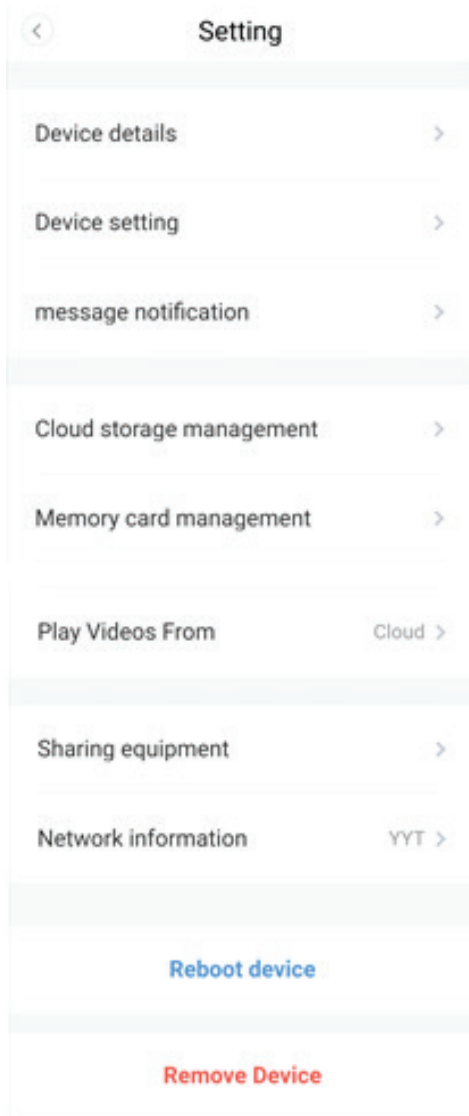 Setting
Device details
Device setting
message notification
Cloud storage management
Memory card management
Play Videos From Cloud
Sharing equipment
Network information YYT
Reboot device
Remove Device